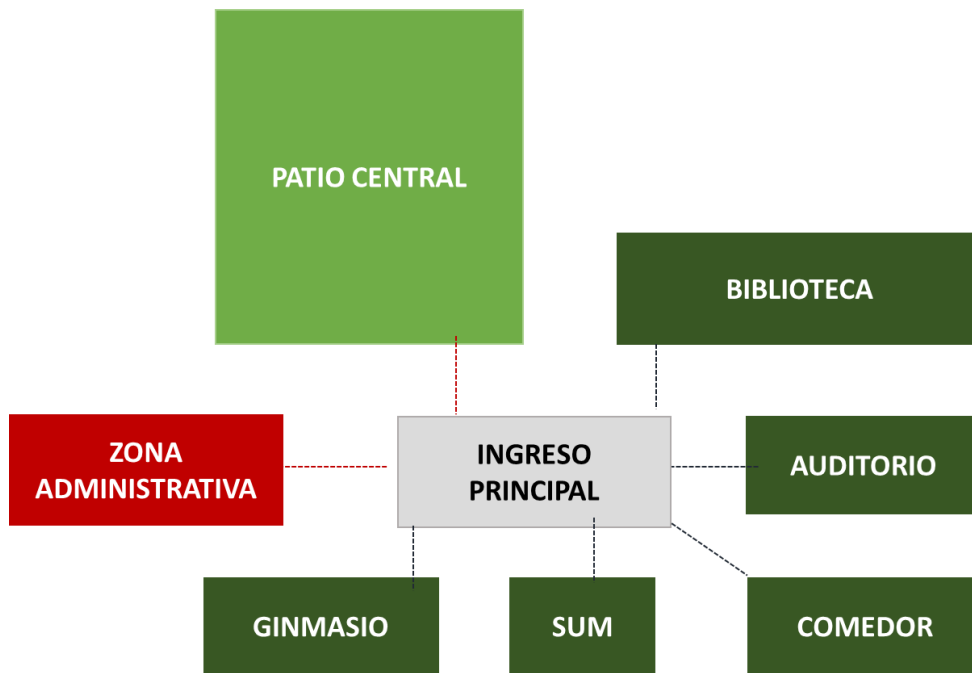 PATIO CENTRAL
BIBLIOTECA
ZONA
ADMINISTRATIVA
INGRESO
PRINCIPAL
AUDITORIO
GINMASIO
SUM
COMEDOR